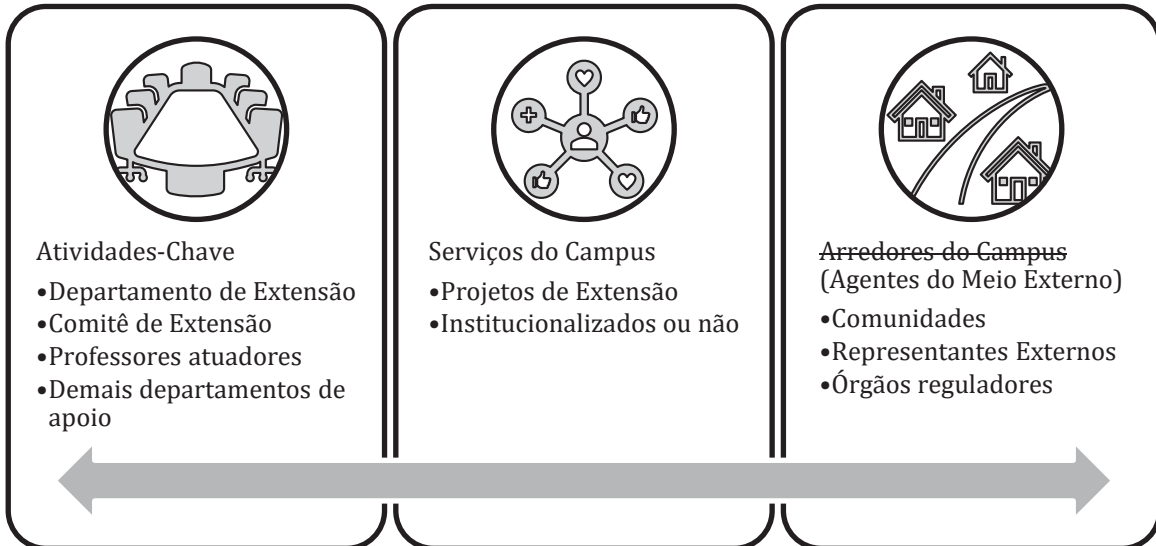 Atividades-Chave
•Departamento de Extensão
•Comitê de Extensão
•Professores atuadores
•Demais departamentos de
apoio
Serviços do Campus
•Projetos de Extensão
•Institucionalizados ou não
Arredores do Campus
(Agentes do Meio Externo)
•Comunidades
•Representantes Externos
•Órgãos reguladores